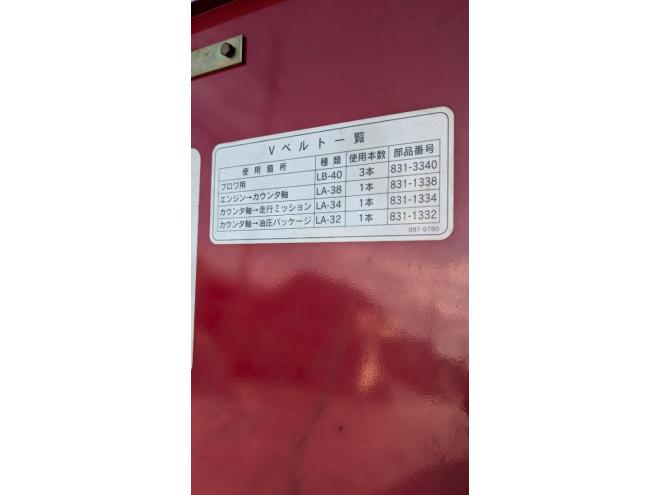 Vベルト一覧
使用箇所 種類 使用本数 部品番号
ブロワ用 LB-40 3本 831-3340
エンジン→カウンタ軸 LA-38 1本 831-1338
カウンタ軸→走行ミッション LA-34 1本 831-1334
カウンタ軸→油圧パッケージ LA-32 1本 831-1332
097-9780